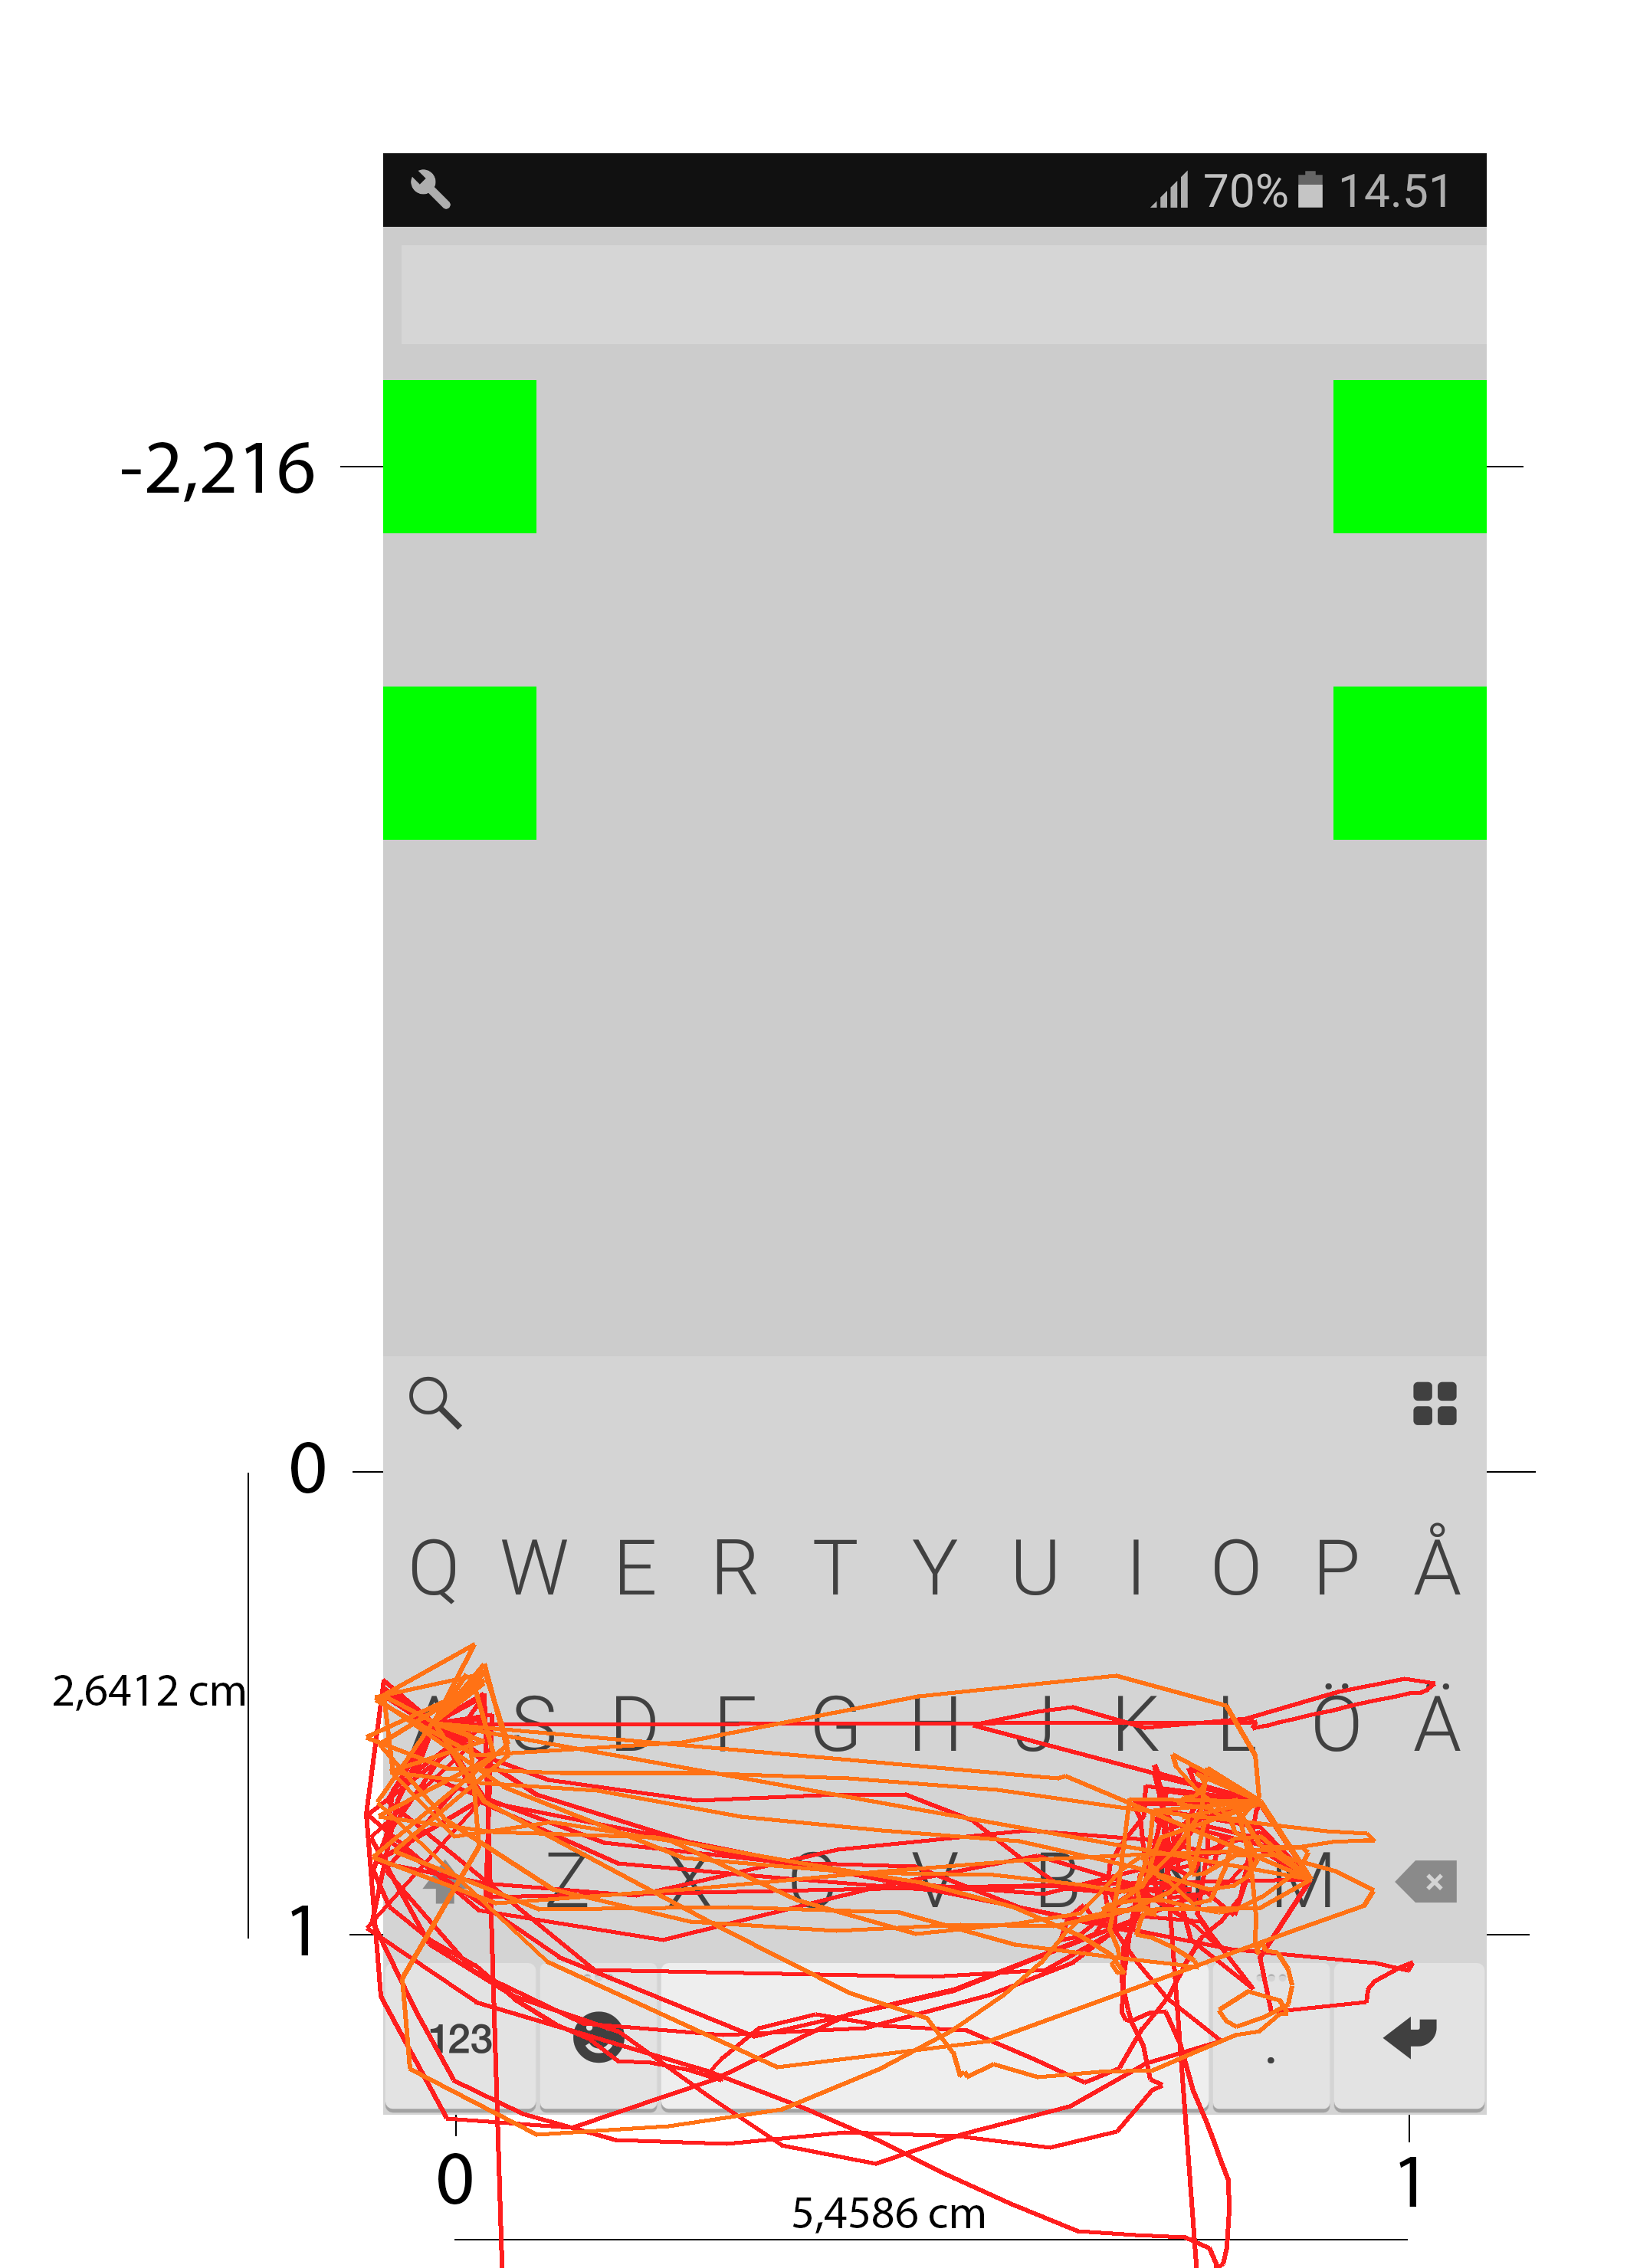 70% 14.51
-2,216
0
Q W E R T Y U I O P Å
2,6412 cm
A S D F G H J K L Ö Ä
Z X C V B N M
1
123
.
0 1
5,4586 cm